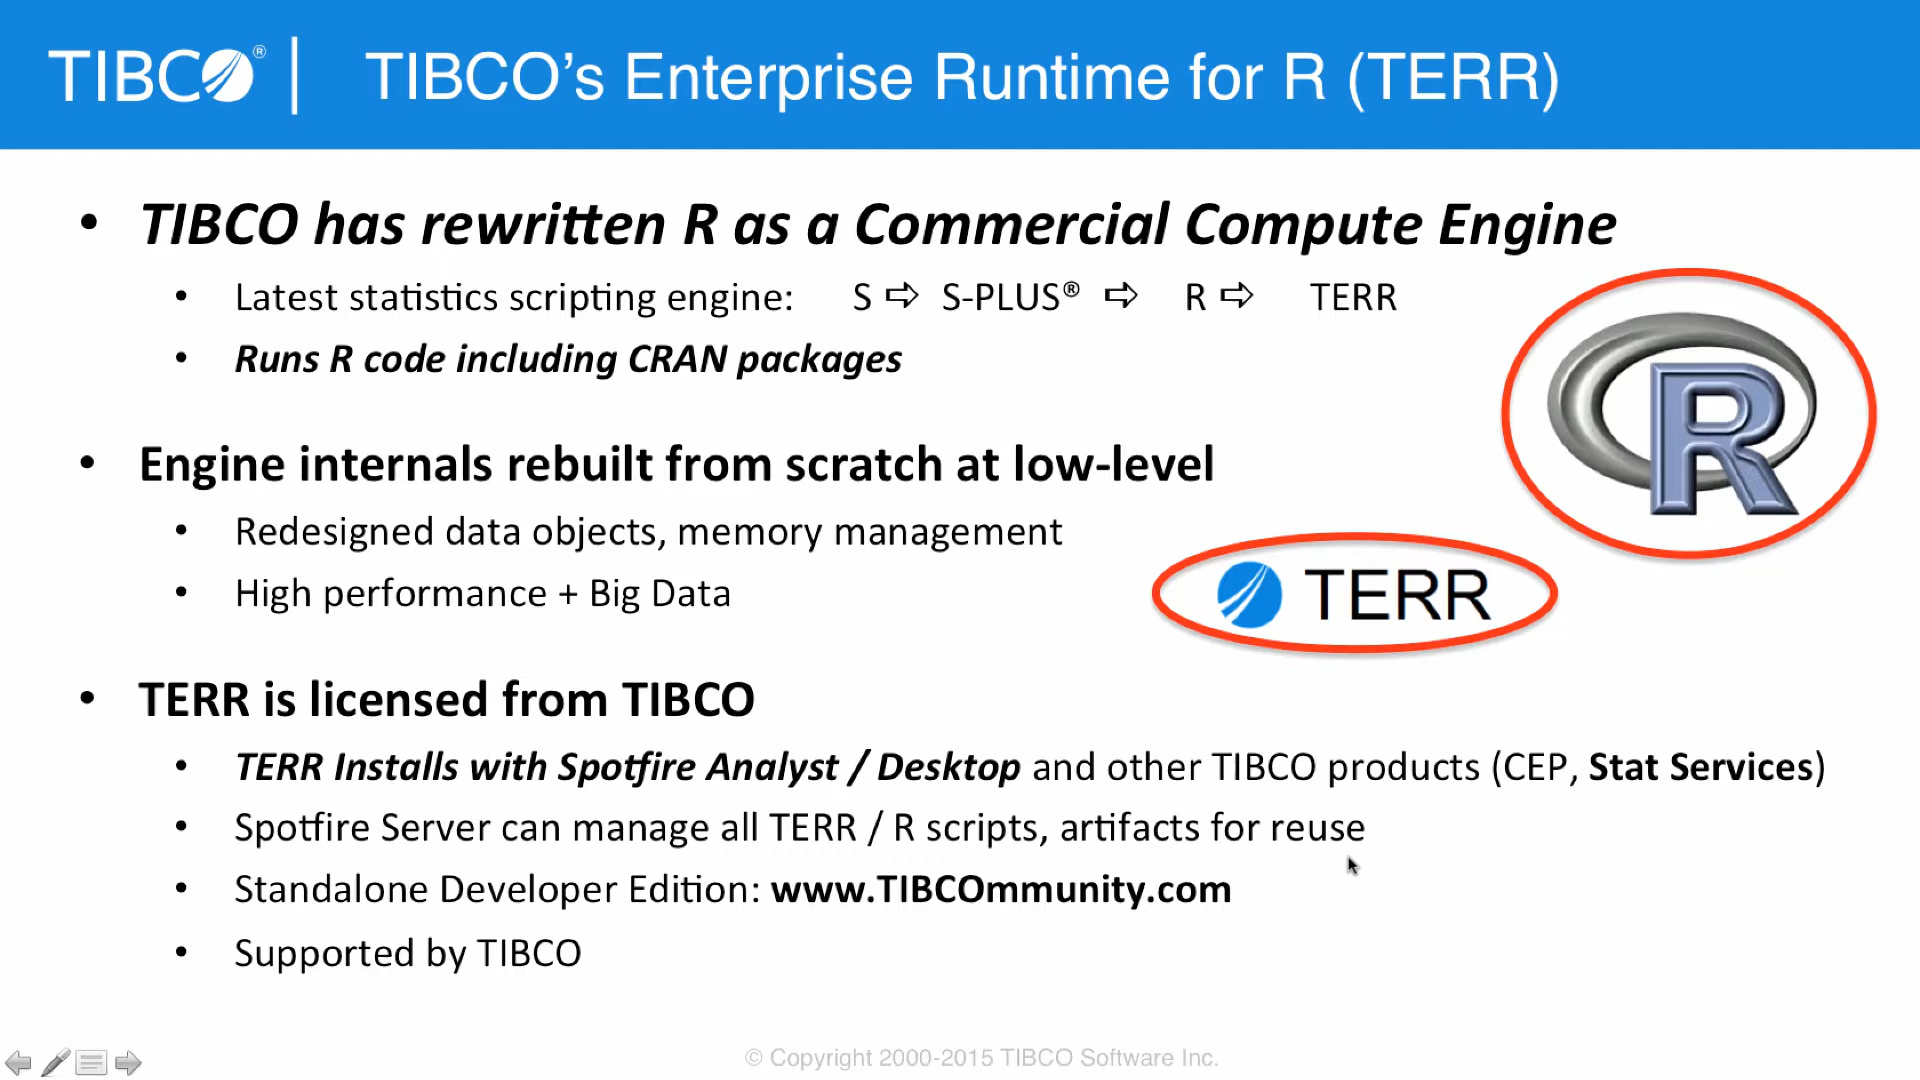 TIBCO® | TIBCO’s Enterprise Runtime for R (TERR)
• TIBCO has rewritten R as a Commercial Compute Engine
• Latest statistics scripting engine: S ⇨ S-PLUS® ⇨ R ⇨ TERR
• Runs R code including CRAN packages
R
• Engine internals rebuilt from scratch at low-level
• Redesigned data objects, memory management
• High performance + Big Data
TERR
• TERR is licensed from TIBCO
• TERR Installs with Spotfire Analyst / Desktop and other TIBCO products (CEP, Stat Services)
• Spotfire Server can manage all TERR / R scripts, artifacts for reuse
• Standalone Developer Edition: www.TIBCOmmunity.com
• Supported by TIBCO
© Copyright 2000-2015 TIBCO Software Inc.